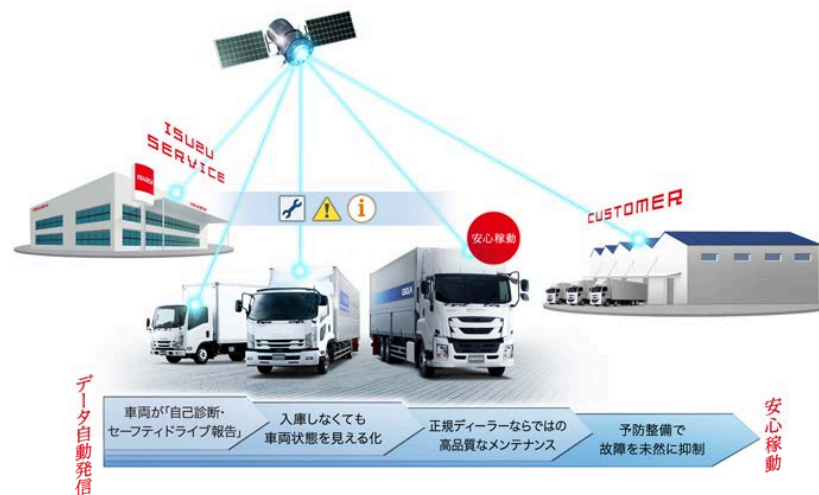 ISUZU
SERVICE
ISUZU
CUSTOMER
安心稼動
GIGA
データ自動発信
車両が「自己診断・
セーフティドライブ報告」
入庫しなくても
車両状態を見える化
正規ディーラーならではの
高品質なメンテナンス
予防整備で
故障を未然に抑制
安心稼動